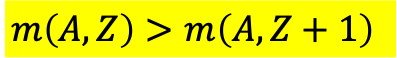 m(A, Z) > m(A, Z + 1)